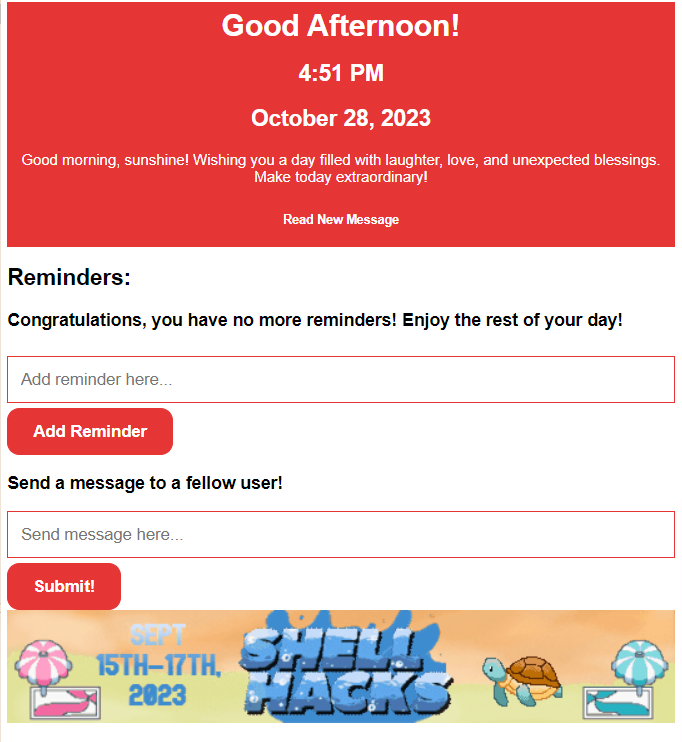 Good Afternoon!
4:51 PM
October 28, 2023
Good morning, sunshine! Wishing you a day filled with laughter, love, and unexpected blessings.
Make today extraordinary!
Read New Message
Reminders:
Congratulations, you have no more reminders! Enjoy the rest of your day!
Add reminder here...
Add Reminder
Send a message to a fellow user!
Send message here...
Submit!
SEPT
15TH-17TH,
2023
SHELL
HACKS